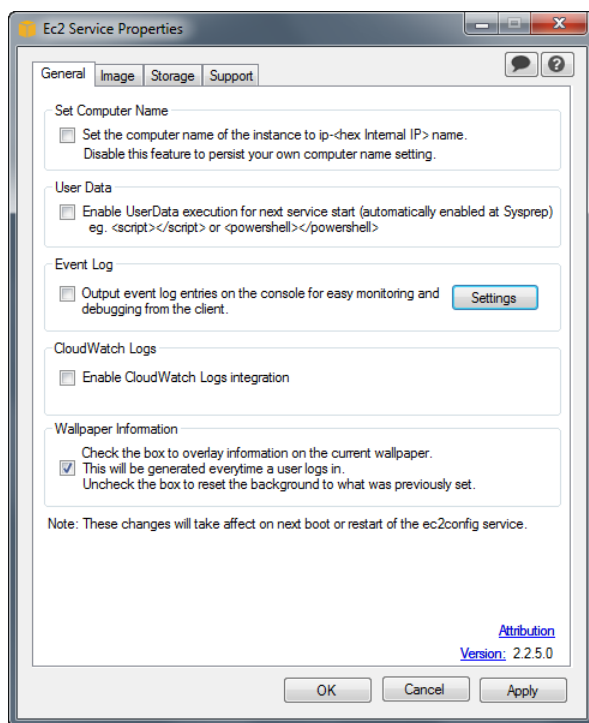 Ec2 Service Properties
General Image Storage Support
Set Computer Name
Set the computer name of the instance to ip-<hex Internal IP> name.
Disable this feature to persist your own computer name setting.
User Data
Enable UserData execution for next service start (automatically enabled at Sysprep)
eg. <script></script> or <powershell></powershell>
Event Log
Output event log entries on the console for easy monitoring and
debugging from the client.
Settings
CloudWatch Logs
Enable CloudWatch Logs integration
Wallpaper Information
Check the box to overlay information on the current wallpaper.
This will be generated everytime a user logs in.
Uncheck the box to reset the background to what was previously set.
Note: These changes will take affect on next boot or restart of the ec2config service.
Attribution
Version: 2.2.5.0
OK Cancel Apply